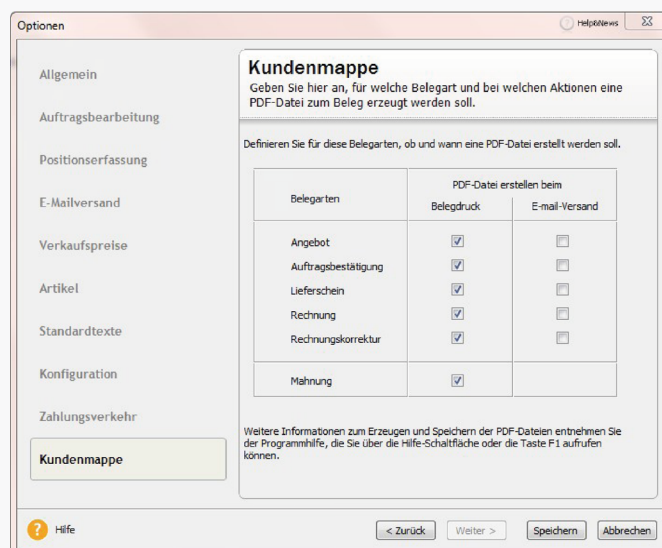 Optionen
Help&News
Allgemein
Auftragsbearbeitung
Positionserfassung
E-Mailversand
Verkaufspreise
Artikel
Standardtexte
Konfiguration
Zahlungsverkehr
Kundenmappe
Kundenmappe
Geben Sie hier an, für welche Belegart und bei welchen Aktionen eine
PDF-Datei zum Beleg erzeugt werden soll.
Definieren Sie für diese Belegarten, ob und wann eine PDF-Datei erstellt werden soll.
Belegarten
PDF-Datei erstellen beim
Belegdruck
E-mail-Versand
Angebot
Auftragsbestätigung
Lieferschein
Rechnung
Rechnungskorrektur
Mahnung
Weitere Informationen zum Erzeugen und Speichern der PDF-Dateien entnehmen Sie
der Programmhilfe, die Sie über die Hilfe-Schaltfläche oder die Taste F1 aufrufen
können.
? Hilfe
< Zurück
Weiter >
Speichern
Abbrechen